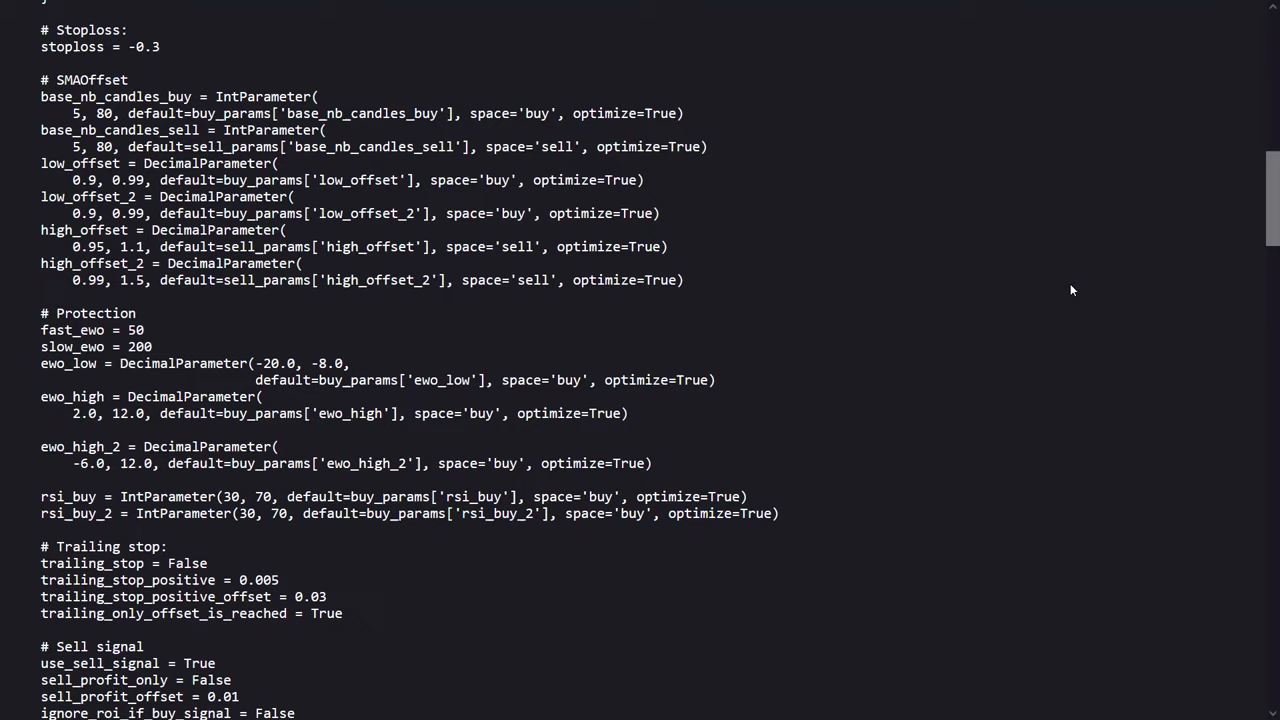 # Stoploss:
stoploss = -0.3
# SMAOffset
base_nb_candles_buy = IntParameter(
5, 80, default=buy_params['base_nb_candles_buy'], space='buy', optimize=True)
base_nb_candles_sell = IntParameter(
5, 80, default=sell_params['base_nb_candles_sell'], space='sell', optimize=True)
low_offset = DecimalParameter(
0.9, 0.99, default=buy_params['low_offset'], space='buy', optimize=True)
low_offset_2 = DecimalParameter(
0.9, 0.99, default=buy_params['low_offset_2'], space='buy', optimize=True)
high_offset = DecimalParameter(
0.95, 1.1, default=sell_params['high_offset'], space='sell', optimize=True)
high_offset_2 = DecimalParameter(
0.99, 1.5, default=sell_params['high_offset_2'], space='sell', optimize=True)
# Protection
fast_ewo = 50
slow_ewo = 200
ewo_low = DecimalParameter(-20.0, -8.0,
default=buy_params['ewo_low'], space='buy', optimize=True)
ewo_high = DecimalParameter(
2.0, 12.0, default=buy_params['ewo_high'], space='buy', optimize=True)
ewo_high_2 = DecimalParameter(
-6.0, 12.0, default=buy_params['ewo_high_2'], space='buy', optimize=True)
rsi_buy = IntParameter(30, 70, default=buy_params['rsi_buy'], space='buy', optimize=True)
rsi_buy_2 = IntParameter(30, 70, default=buy_params['rsi_buy_2'], space='buy', optimize=True)
# Trailing stop:
trailing_stop = False
trailing_stop_positive = 0.005
trailing_stop_positive_offset = 0.03
trailing_only_offset_is_reached = True
# Sell signal
use_sell_signal = True
sell_profit_only = False
sell_profit_offset = 0.01
ignore_roi_if_buy_signal = False